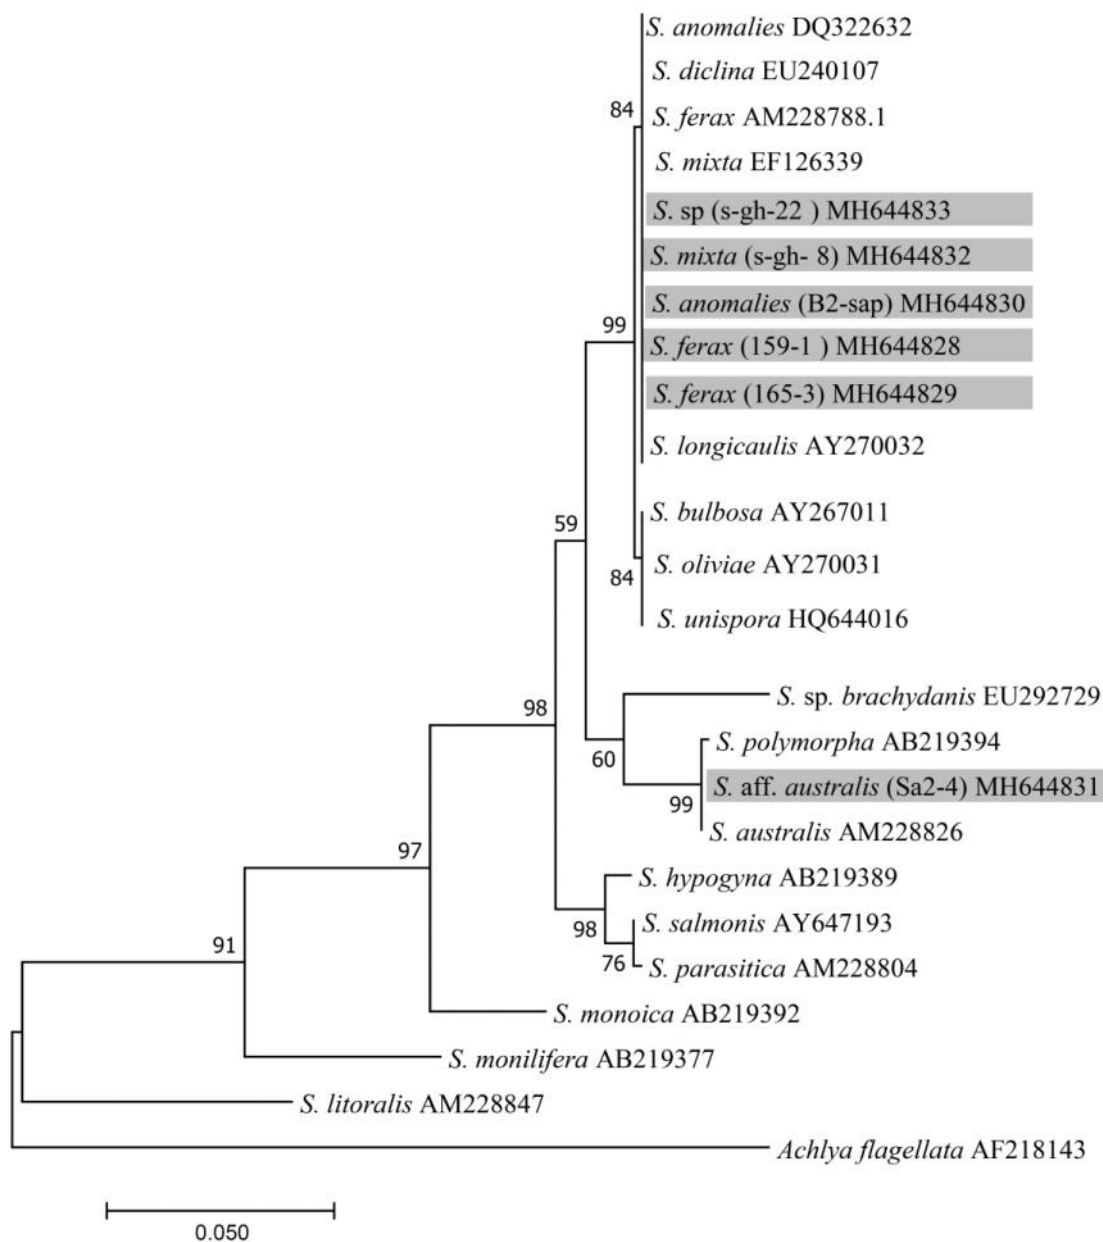 S. anomalies DQ322632
S. diclina EU240107
84
S. ferax AM228788.1
S. mixta EF126339
S. sp (s-gh-22 ) MH644833
S. mixta (s-gh- 8) MH644832
S. anomalies (B2-sap) MH644830
99
S. ferax (159-1 ) MH644828
S. ferax (165-3) MH644829
S. longicaulis AY270032
S. bulbosa AY267011
59
S. oliviae AY270031
84
S. unispora HQ644016
S. sp. brachydanis EU292729
98
S. polymorpha AB219394
60
S. aff. australis (Sa2-4) MH644831
99
S. australis AM228826
97
S. hypogyna AB219389
S. salmonis AY647193
98
91
76
S. parasitica AM228804
S. monoica AB219392
S. monilifera AB219377
S. litoralis AM228847
Achlya flagellata AF218143
0.050